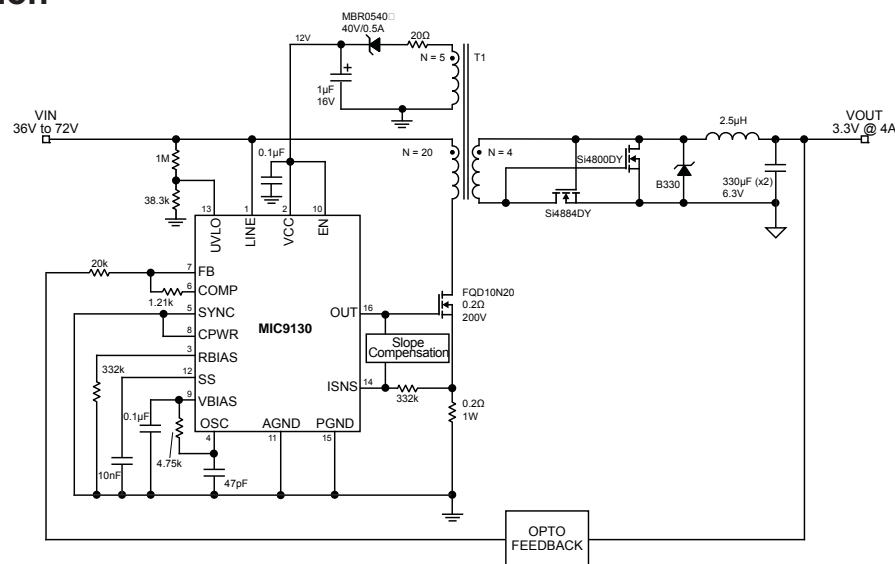 MBR0540□
40V/0.5A
20Ω
12V
N = 5
T1
1µF
16V
VIN
36V to 72V
VOUT
3.3V @ 4A
2.5µH
1M
0.1µF
N = 20
N = 4
Si4800DY
B330
330µF (x2)
6.3V
38.3k
Si4884DY
13
1
2
10
UVLO
LINE
VCC
EN
20k
7
FB
6
COMP
1.21k
5
SYNC
8
CPWR
3
RBIAS
12
SS
9
VBIAS
MIC9130
OUT
16
FQD10N20
0.2Ω
200V
Slope
Compensation
ISNS
14
332k
0.2Ω
1W
332k
0.1µF
OSC
AGND
PGND
4
11
15
10nF
4.75k
47pF
OPTO
FEEDBACK